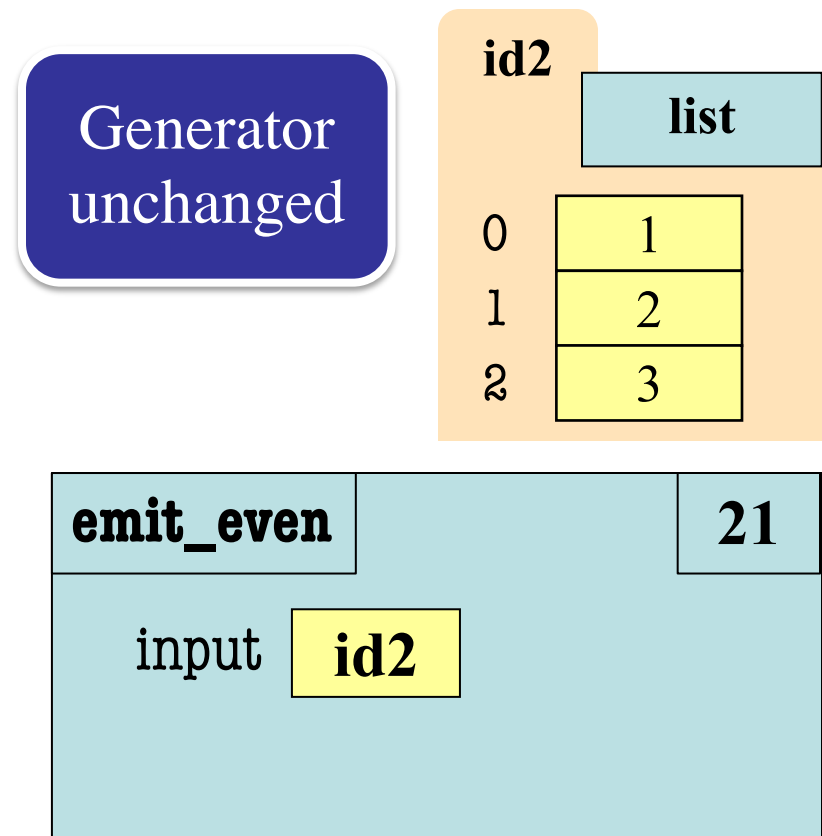 Generator
unchanged
id2
list
0 1
1 2
2 3
emit_even 21
input id2